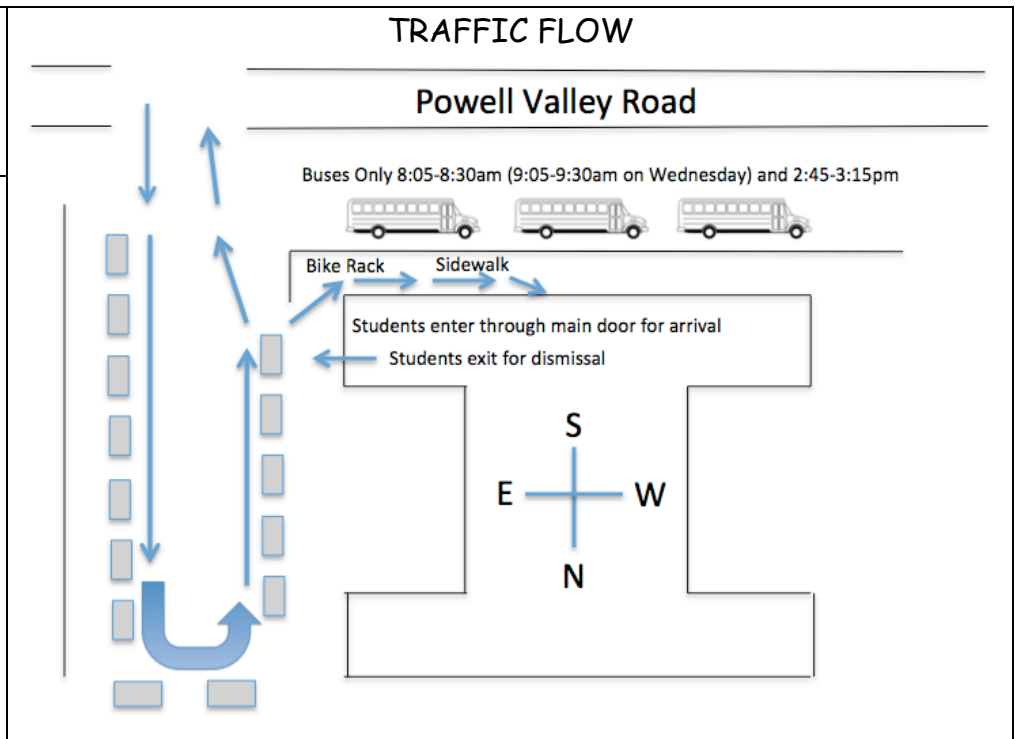 TRAFFIC FLOW
Powell Valley Road
Buses Only 8:05-8:30am (9:05-9:30am on Wednesday) and 2:45-3:15pm
Bike Rack
Sidewalk
Students enter through main door for arrival
Students exit for dismissal
S
E
W
N